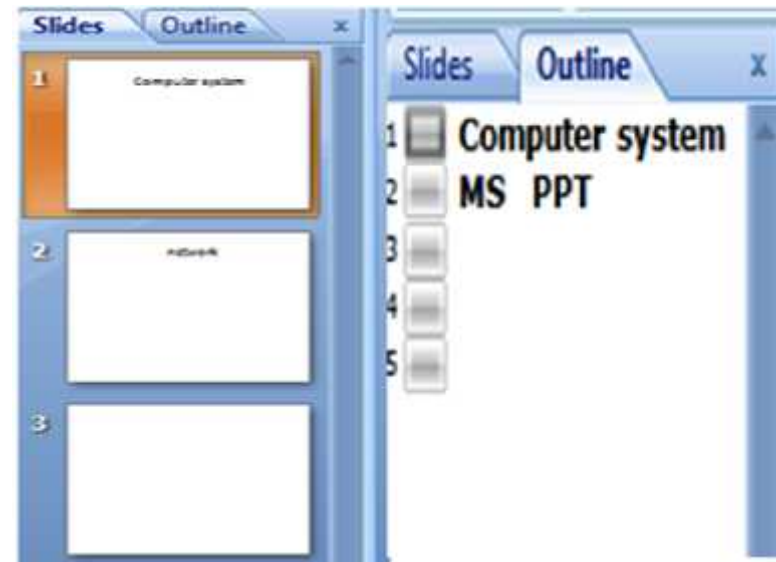 Slides Outline x
1 Computer system
2 network
3
Slides Outline x
1 Computer system
2 MS PPT
3
4
5